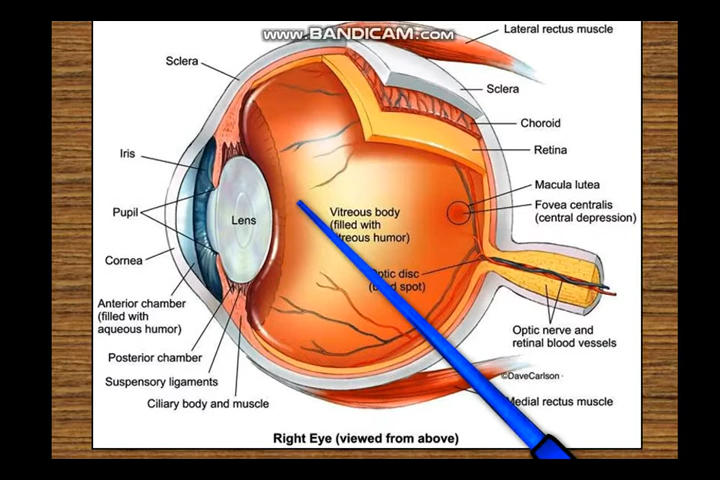 www.BANDICAM.com
Lateral rectus muscle
Sclera
Sclera
Choroid
Retina
Iris
Macula lutea
Fovea centralis
(central depression)
Pupil
Lens
Vitreous body
(filled with
humor)
Cornea
disc
spot)
Anterior chamber
(filled with
aqueous humor)
Optic nerve and
retinal blood vessels
Posterior chamber
©DaveCarlson
Suspensory ligaments
Medial rectus muscle
Ciliary body and muscle
Right Eye (viewed from above)